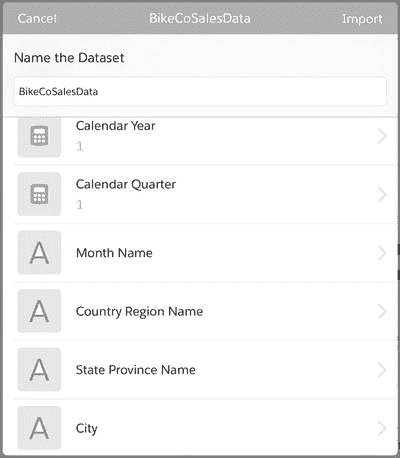 Cancel BikeCoSalesData Import
Name the Dataset
BikeCoSalesData
Calendar Year
1
Calendar Quarter
1
A Month Name
A Country Region Name
A State Province Name
A City